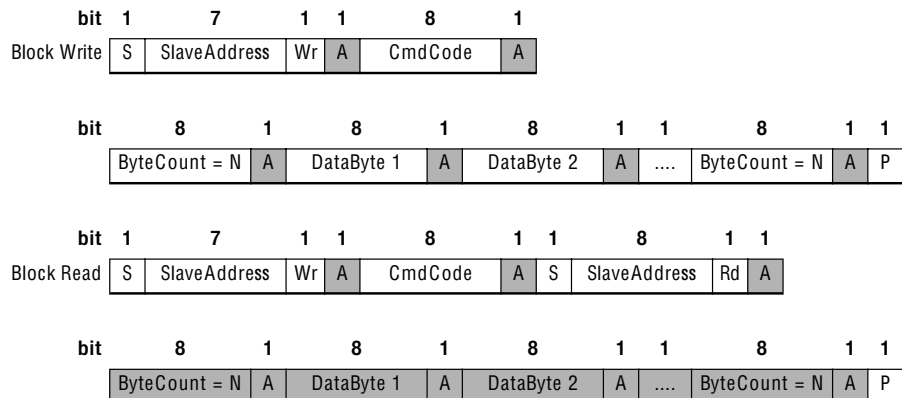 bit 1 7 1 1 8 1
Block Write S SlaveAddress Wr A CmdCode A
bit 8 1 8 1 8 1 1 8 1 1
ByteCount = N A DataByte 1 A DataByte 2 A .... ByteCount = N A P
bit 1 7 1 1 8 1 1 8 1 1
Block Read S SlaveAddress Wr A CmdCode A S SlaveAddress Rd A
bit 8 1 8 1 8 1 1 8 1 1
ByteCount = N A DataByte 1 A DataByte 2 A .... ByteCount = N A P